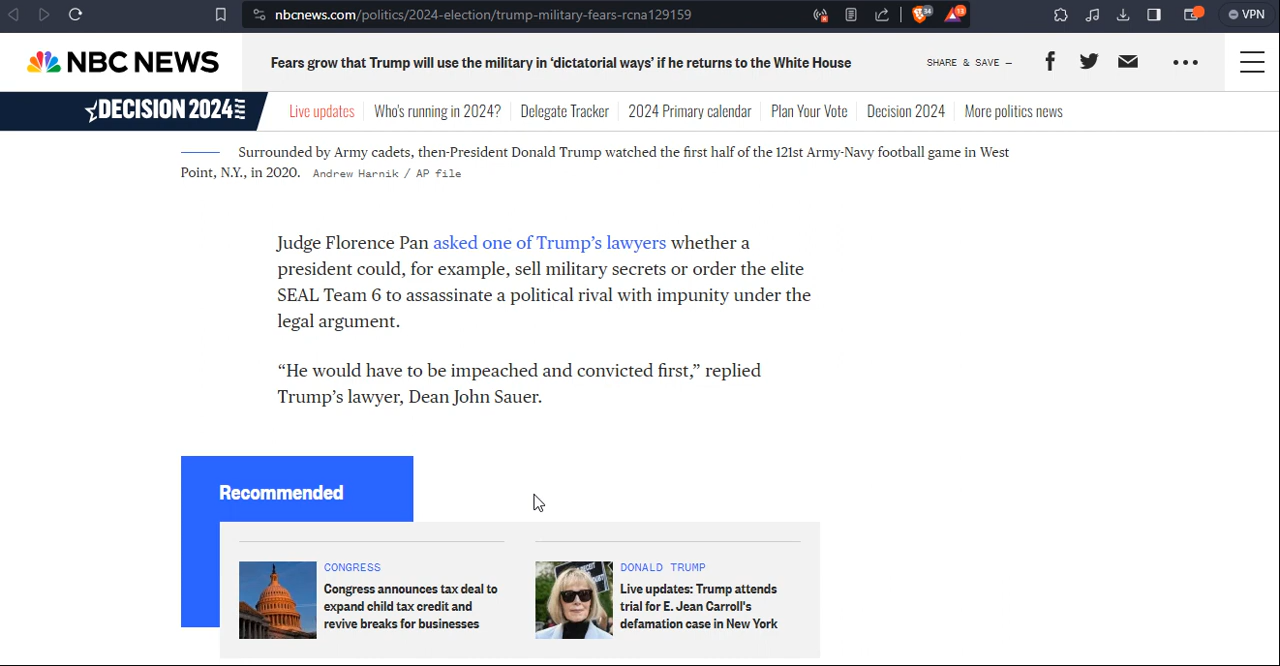 nbcnews.com/politics/2024-election/trump-military-fears-rcna129159
34
13
VPN
NBC NEWS
Fears grow that Trump will use the military in ‘dictatorial ways’ if he returns to the White House
SHARE & SAVE —
DECISION 2024
Live updates
Who's running in 2024?
Delegate Tracker
2024 Primary calendar
Plan Your Vote
Decision 2024
More politics news
Surrounded by Army cadets, then-President Donald Trump watched the first half of the 121st Army-Navy football game in West
Point, N.Y., in 2020. Andrew Harnik / AP file
Judge Florence Pan asked one of Trump’s lawyers whether a
president could, for example, sell military secrets or order the elite
SEAL Team 6 to assassinate a political rival with impunity under the
legal argument.
“He would have to be impeached and convicted first,” replied
Trump’s lawyer, Dean John Sauer.
Recommended
CONGRESS
Congress announces tax deal to
expand child tax credit and
revive breaks for businesses
DONALD TRUMP
Live updates: Trump attends
trial for E. Jean Carroll's
defamation case in New York